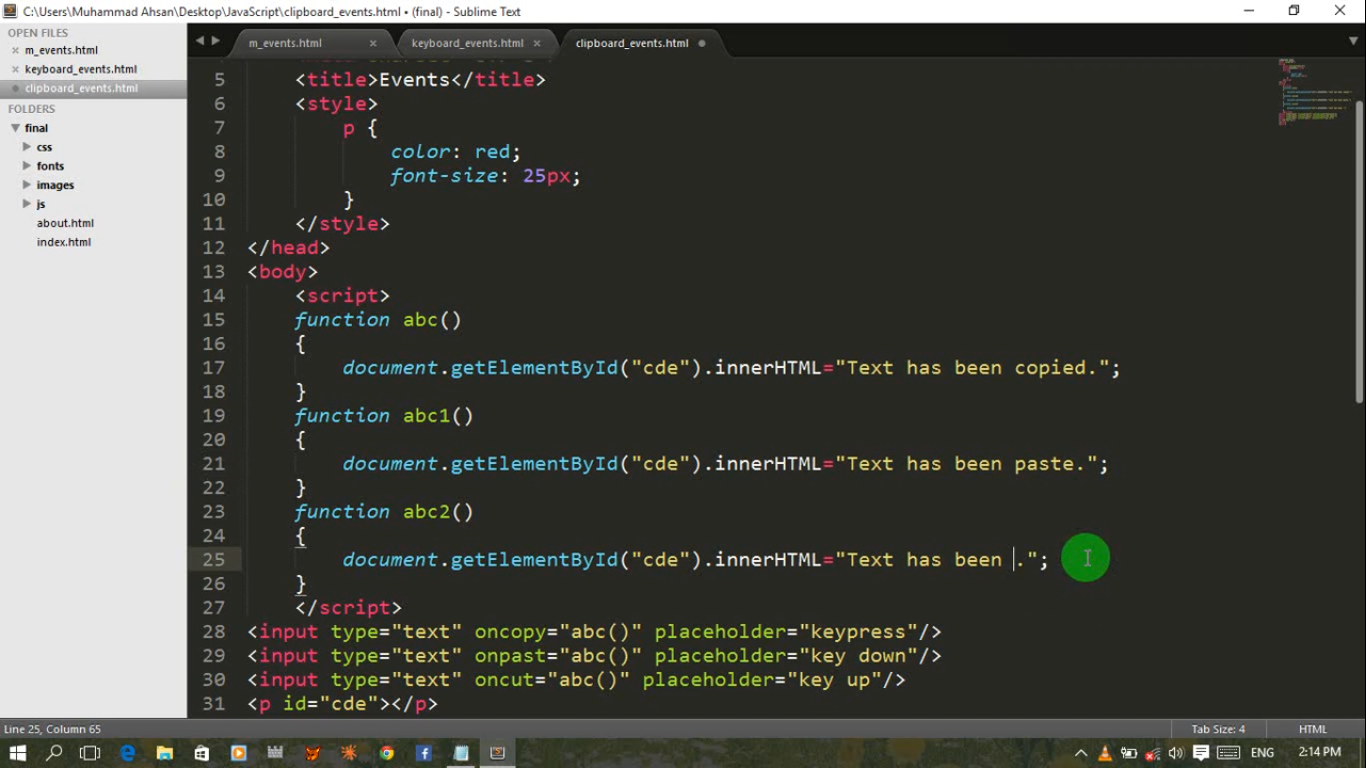 C:\Users\Muhammad Ahsan\Desktop\JavaScript\clipboard_events.html • (final) - Sublime Text
OPEN FILES
m_events.html
keyboard_events.html
clipboard_events.html
FOLDERS
final
css
fonts
images
js
about.html
index.html
m_events.html
keyboard_events.html
clipboard_events.html
5 <title>Events</title>
6 <style>
7 p {
8 color: red;
9 font-size: 25px;
10 }
11 </style>
12 </head>
13 <body>
14 <script>
15 function abc()
16 {
17 document.getElementById("cde").innerHTML="Text has been copied.";
18 }
19 function abc1()
20 {
21 document.getElementById("cde").innerHTML="Text has been paste.";
22 }
23 function abc2()
24 {
25 document.getElementById("cde").innerHTML="Text has been .";
26 }
27 </script>
28 <input type="text" oncopy="abc()" placeholder="keypress"/>
29 <input type="text" onpast="abc()" placeholder="key down"/>
30 <input type="text" oncut="abc()" placeholder="key up"/>
31 <p id="cde"></p>
Line 25, Column 65
Tab Size: 4
HTML
ENG
2:14 PM